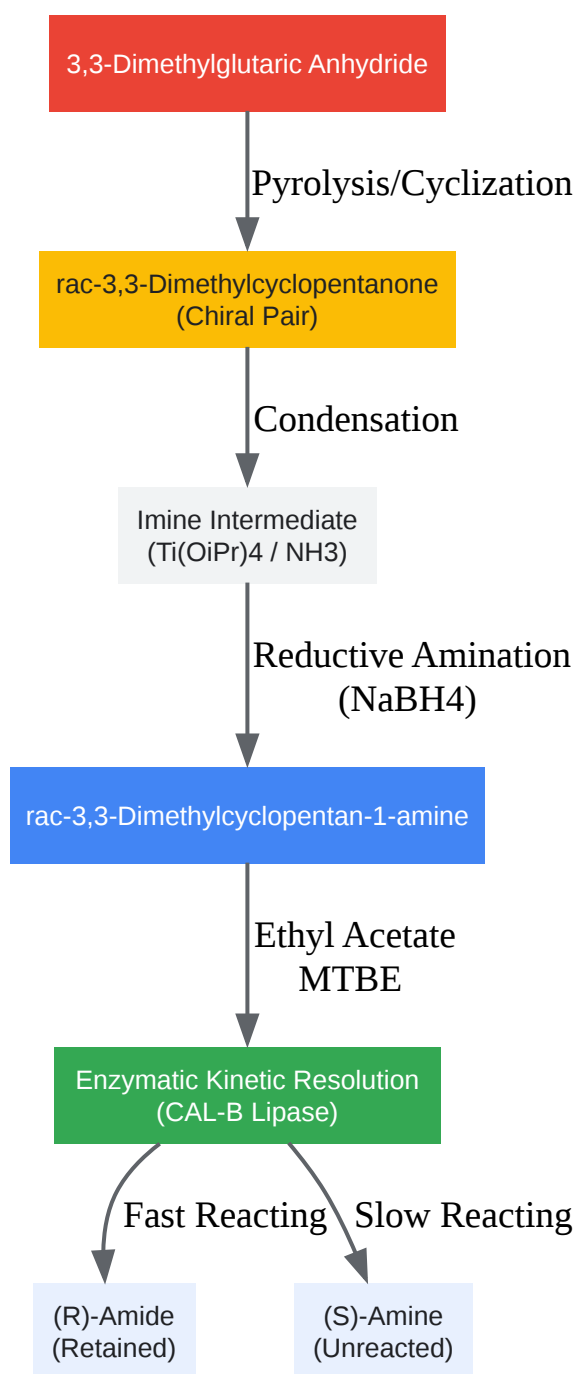 3,3-Dimethylglutaric Anhydride
Pyrolysis/Cyclization
rac-3,3-Dimethylcyclopentanone
(Chiral Pair)
Condensation
Imine Intermediate
(Ti(OiPr)4 / NH3)
Reductive Amination
(NaBH4)
rac-3,3-Dimethylcyclopentan-1-amine
Ethyl Acetate
MTBE
Enzymatic Kinetic Resolution
(CAL-B Lipase)
Fast Reacting
Slow Reacting
(R)-Amide
(Retained)
(S)-Amine
(Unreacted)